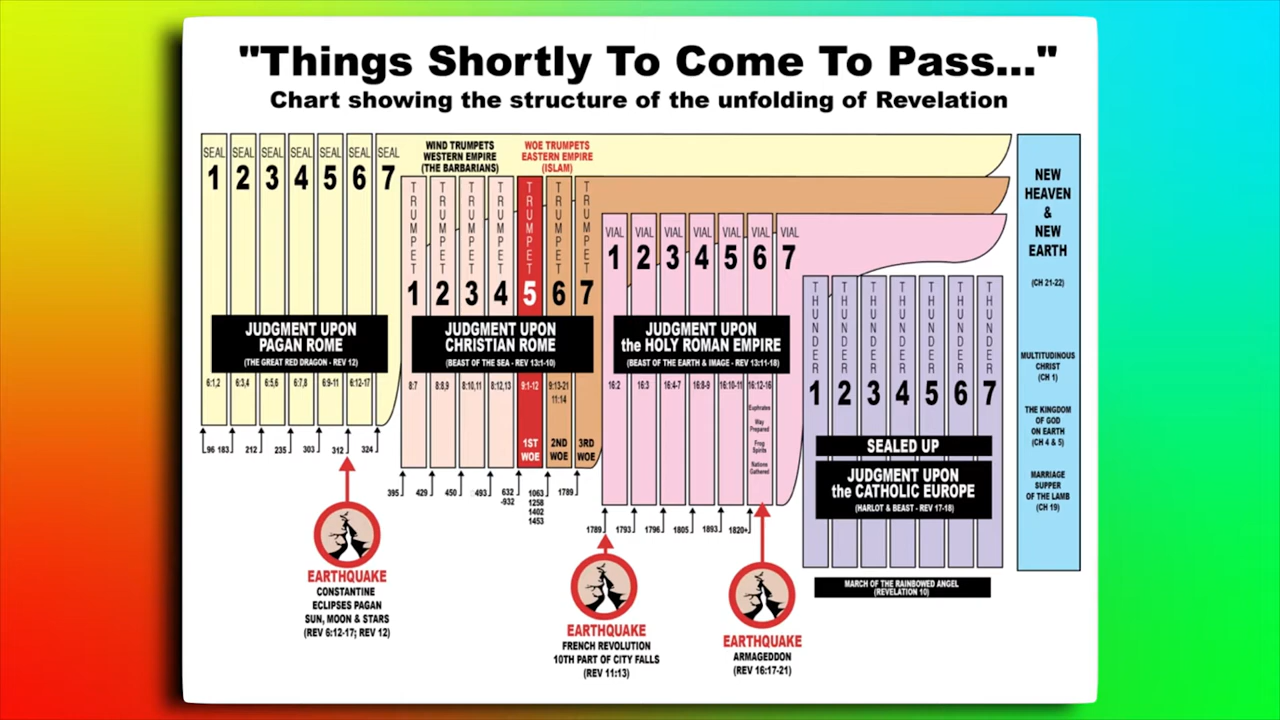 "Things Shortly To Come To Pass..."
Chart showing the structure of the unfolding of Revelation
SEAL SEAL SEAL SEAL SEAL SEAL SEAL
1 2 3 4 5 6 7
WIND TRUMPETS
WESTERN EMPIRE
(THE BARBARIANS)
WOE TRUMPETS
EASTERN EMPIRE
(ISLAM)
TRUMPET TRUMPET TRUMPET TRUMPET TRUMPET TRUMPET TRUMPET
1 2 3 4 5 6 7
VIAL VIAL VIAL VIAL VIAL VIAL VIAL
1 2 3 4 5 6 7
THUNDER THUNDER THUNDER THUNDER THUNDER THUNDER THUNDER
1 2 3 4 5 6 7
JUDGMENT UPON
PAGAN ROME
(THE GREAT RED DRAGON - REV 12)
6:1,2 6:3,4 6:5,6 6:7,8 6:9-11 6:12-17
96 183 212 235 303 312 324
JUDGMENT UPON
CHRISTIAN ROME
(BEAST OF THE SEA - REV 13:1-10)
8:7 8:8,9 8:10,11 8:12,13 9:1-12 9:13-21
11:14
1ST
WOE
2ND
WOE
3RD
WOE
395 429 450 493 632
-932
1063
1258
1402
1453
1789
JUDGMENT UPON
the HOLY ROMAN EMPIRE
(BEAST OF THE EARTH & IMAGE - REV 13:11-18)
16:2 16:3 16:4-7 16:8-9 16:10-11 16:12-16
Euphrates
Way
Prepared
Frog
Spirits
Nations
Gathered
1789 1793 1796 1805 1893 1820+
SEALED UP
JUDGMENT UPON
the CATHOLIC EUROPE
(HARLOT & BEAST - REV 17-18)
MARCH OF THE RAINBOWED ANGEL
(REVELATION 10)
NEW
HEAVEN
&
NEW
EARTH
(CH 21-22)
MULTITUDINOUS
CHRIST
(CH 1)
THE KINGDOM
OF GOD
ON EARTH
(CH 4 & 5)
MARRIAGE
SUPPER
OF THE LAMB
(CH 19)
EARTHQUAKE
CONSTANTINE
ECLIPSES PAGAN
SUN, MOON & STARS
(REV 6:12-17; REV 12)
EARTHQUAKE
FRENCH REVOLUTION
10TH PART OF CITY FALLS
(REV 11:13)
EARTHQUAKE
ARMAGEDDON
(REV 16:17-21)